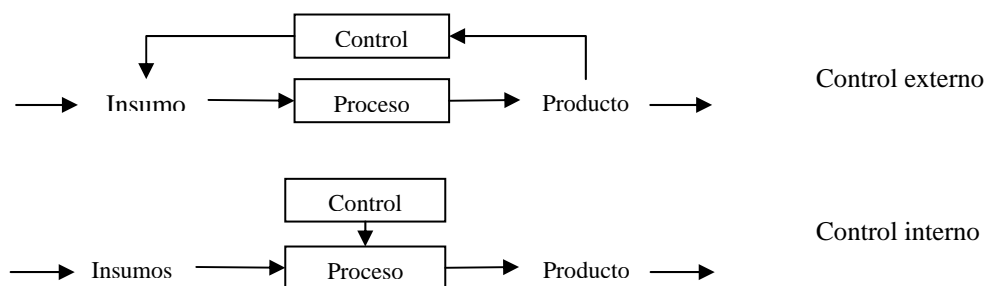 Control
Control externo
Insumo Proceso Producto
Control
Control interno
Insumos Proceso Producto